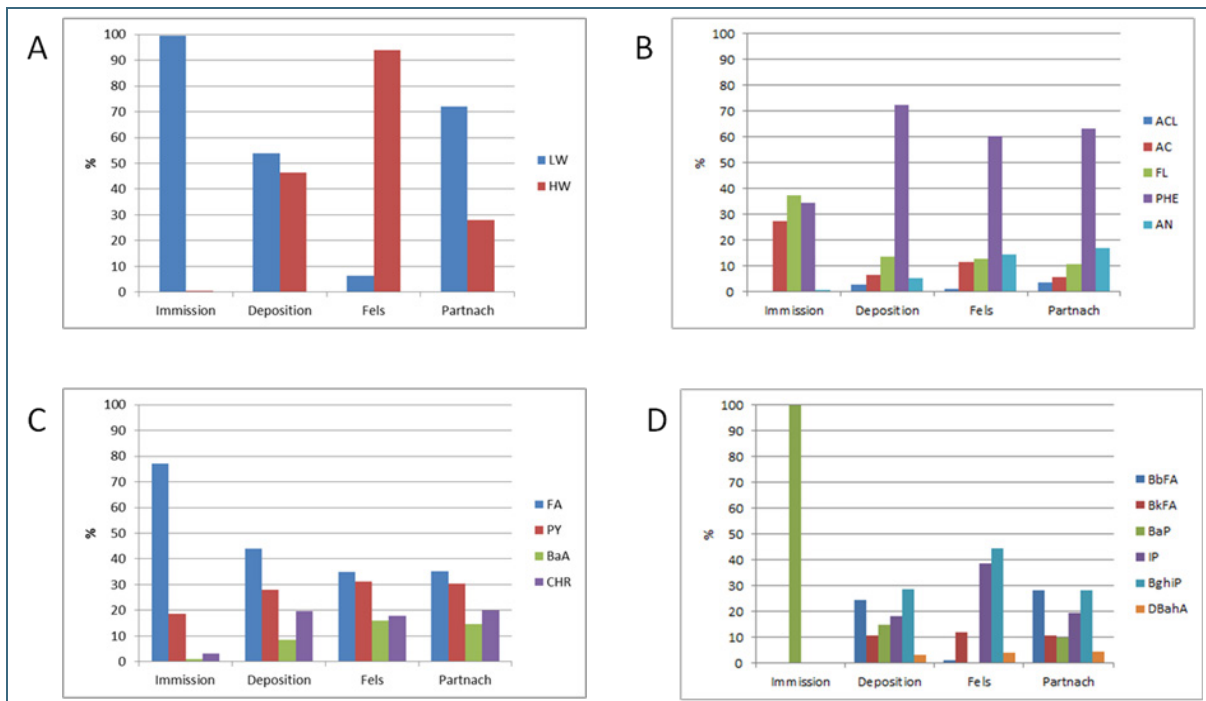 A
100
90
80
70
60
50
40
30
20
10
0
%
Immission Deposition Fels Partnach
LW
HW
B
100
90
80
70
60
50
40
30
20
10
0
%
Immission Deposition Fels Partnach
ACL
AC
FL
PHE
AN
C
100
90
80
70
60
50
40
30
20
10
0
%
Immission Deposition Fels Partnach
FA
PY
BaA
CHR
D
100
90
80
70
60
50
40
30
20
10
0
%
Immission Deposition Fels Partnach
BbFA
BkFA
BaP
IP
BghiP
DBahA